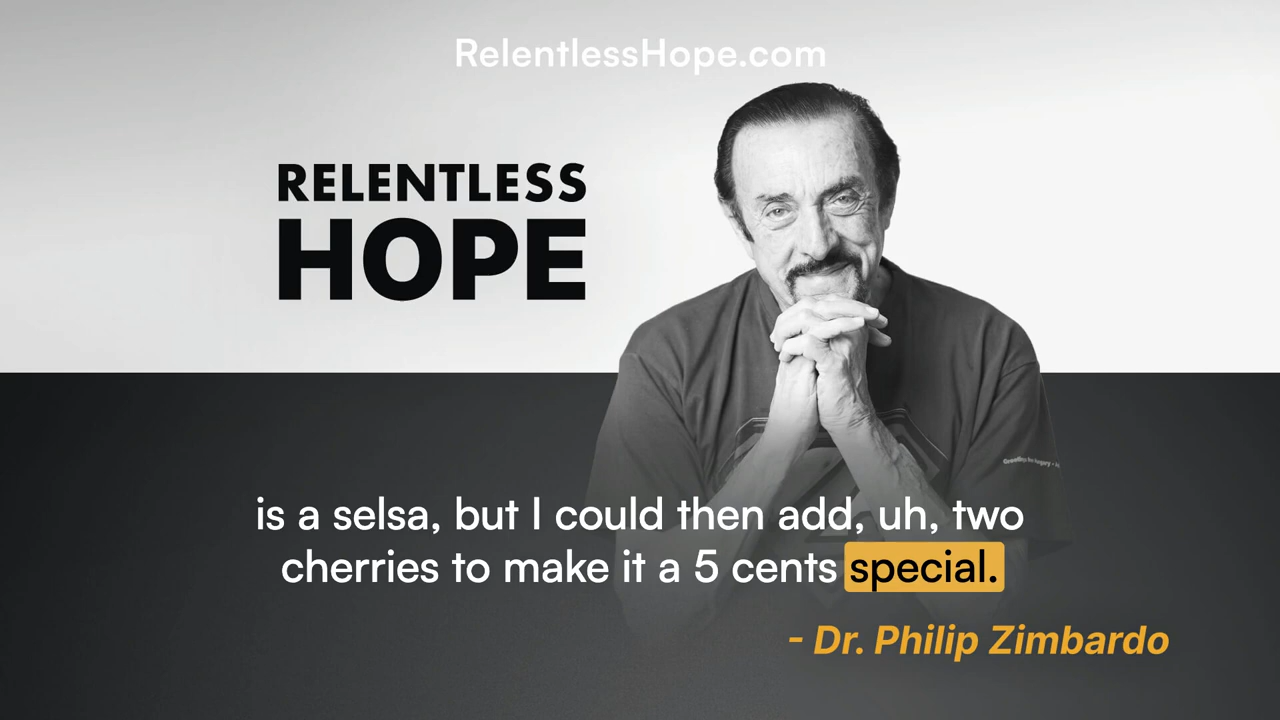 RelentlessHope.com
RELENTLESS
HOPE
is a selsa, but I could then add, uh, two
cherries to make it a 5 cents special.
- Dr. Philip Zimbardo